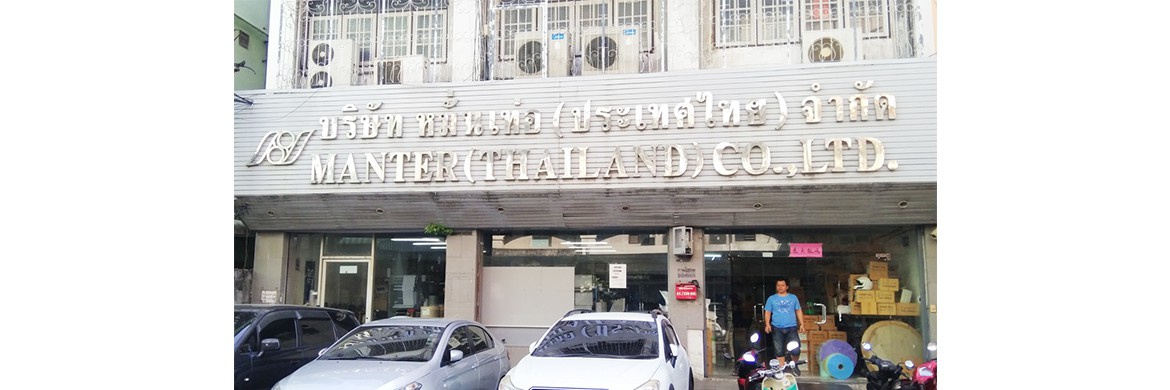 บริษัท หมั่นเท่อ (ประเทศไทย) จำกัด
MANTER (THAILAND) CO.,LTD.